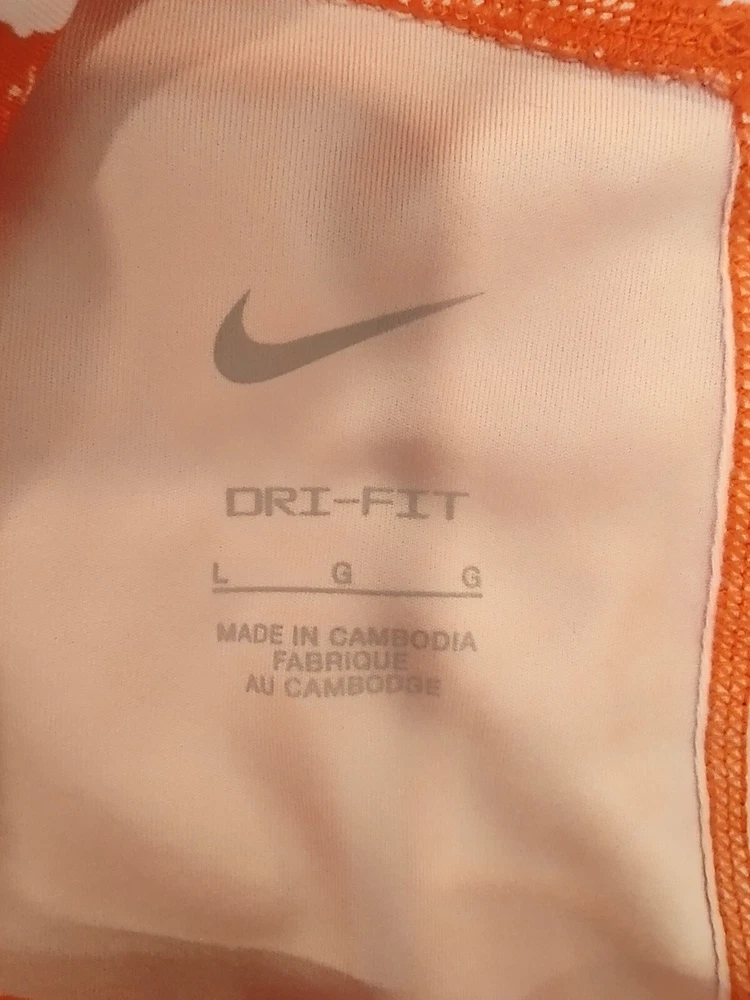 DRI-FIT
L G G
MADE IN CAMBODIA
FABRIQUE
AU CAMBODGE